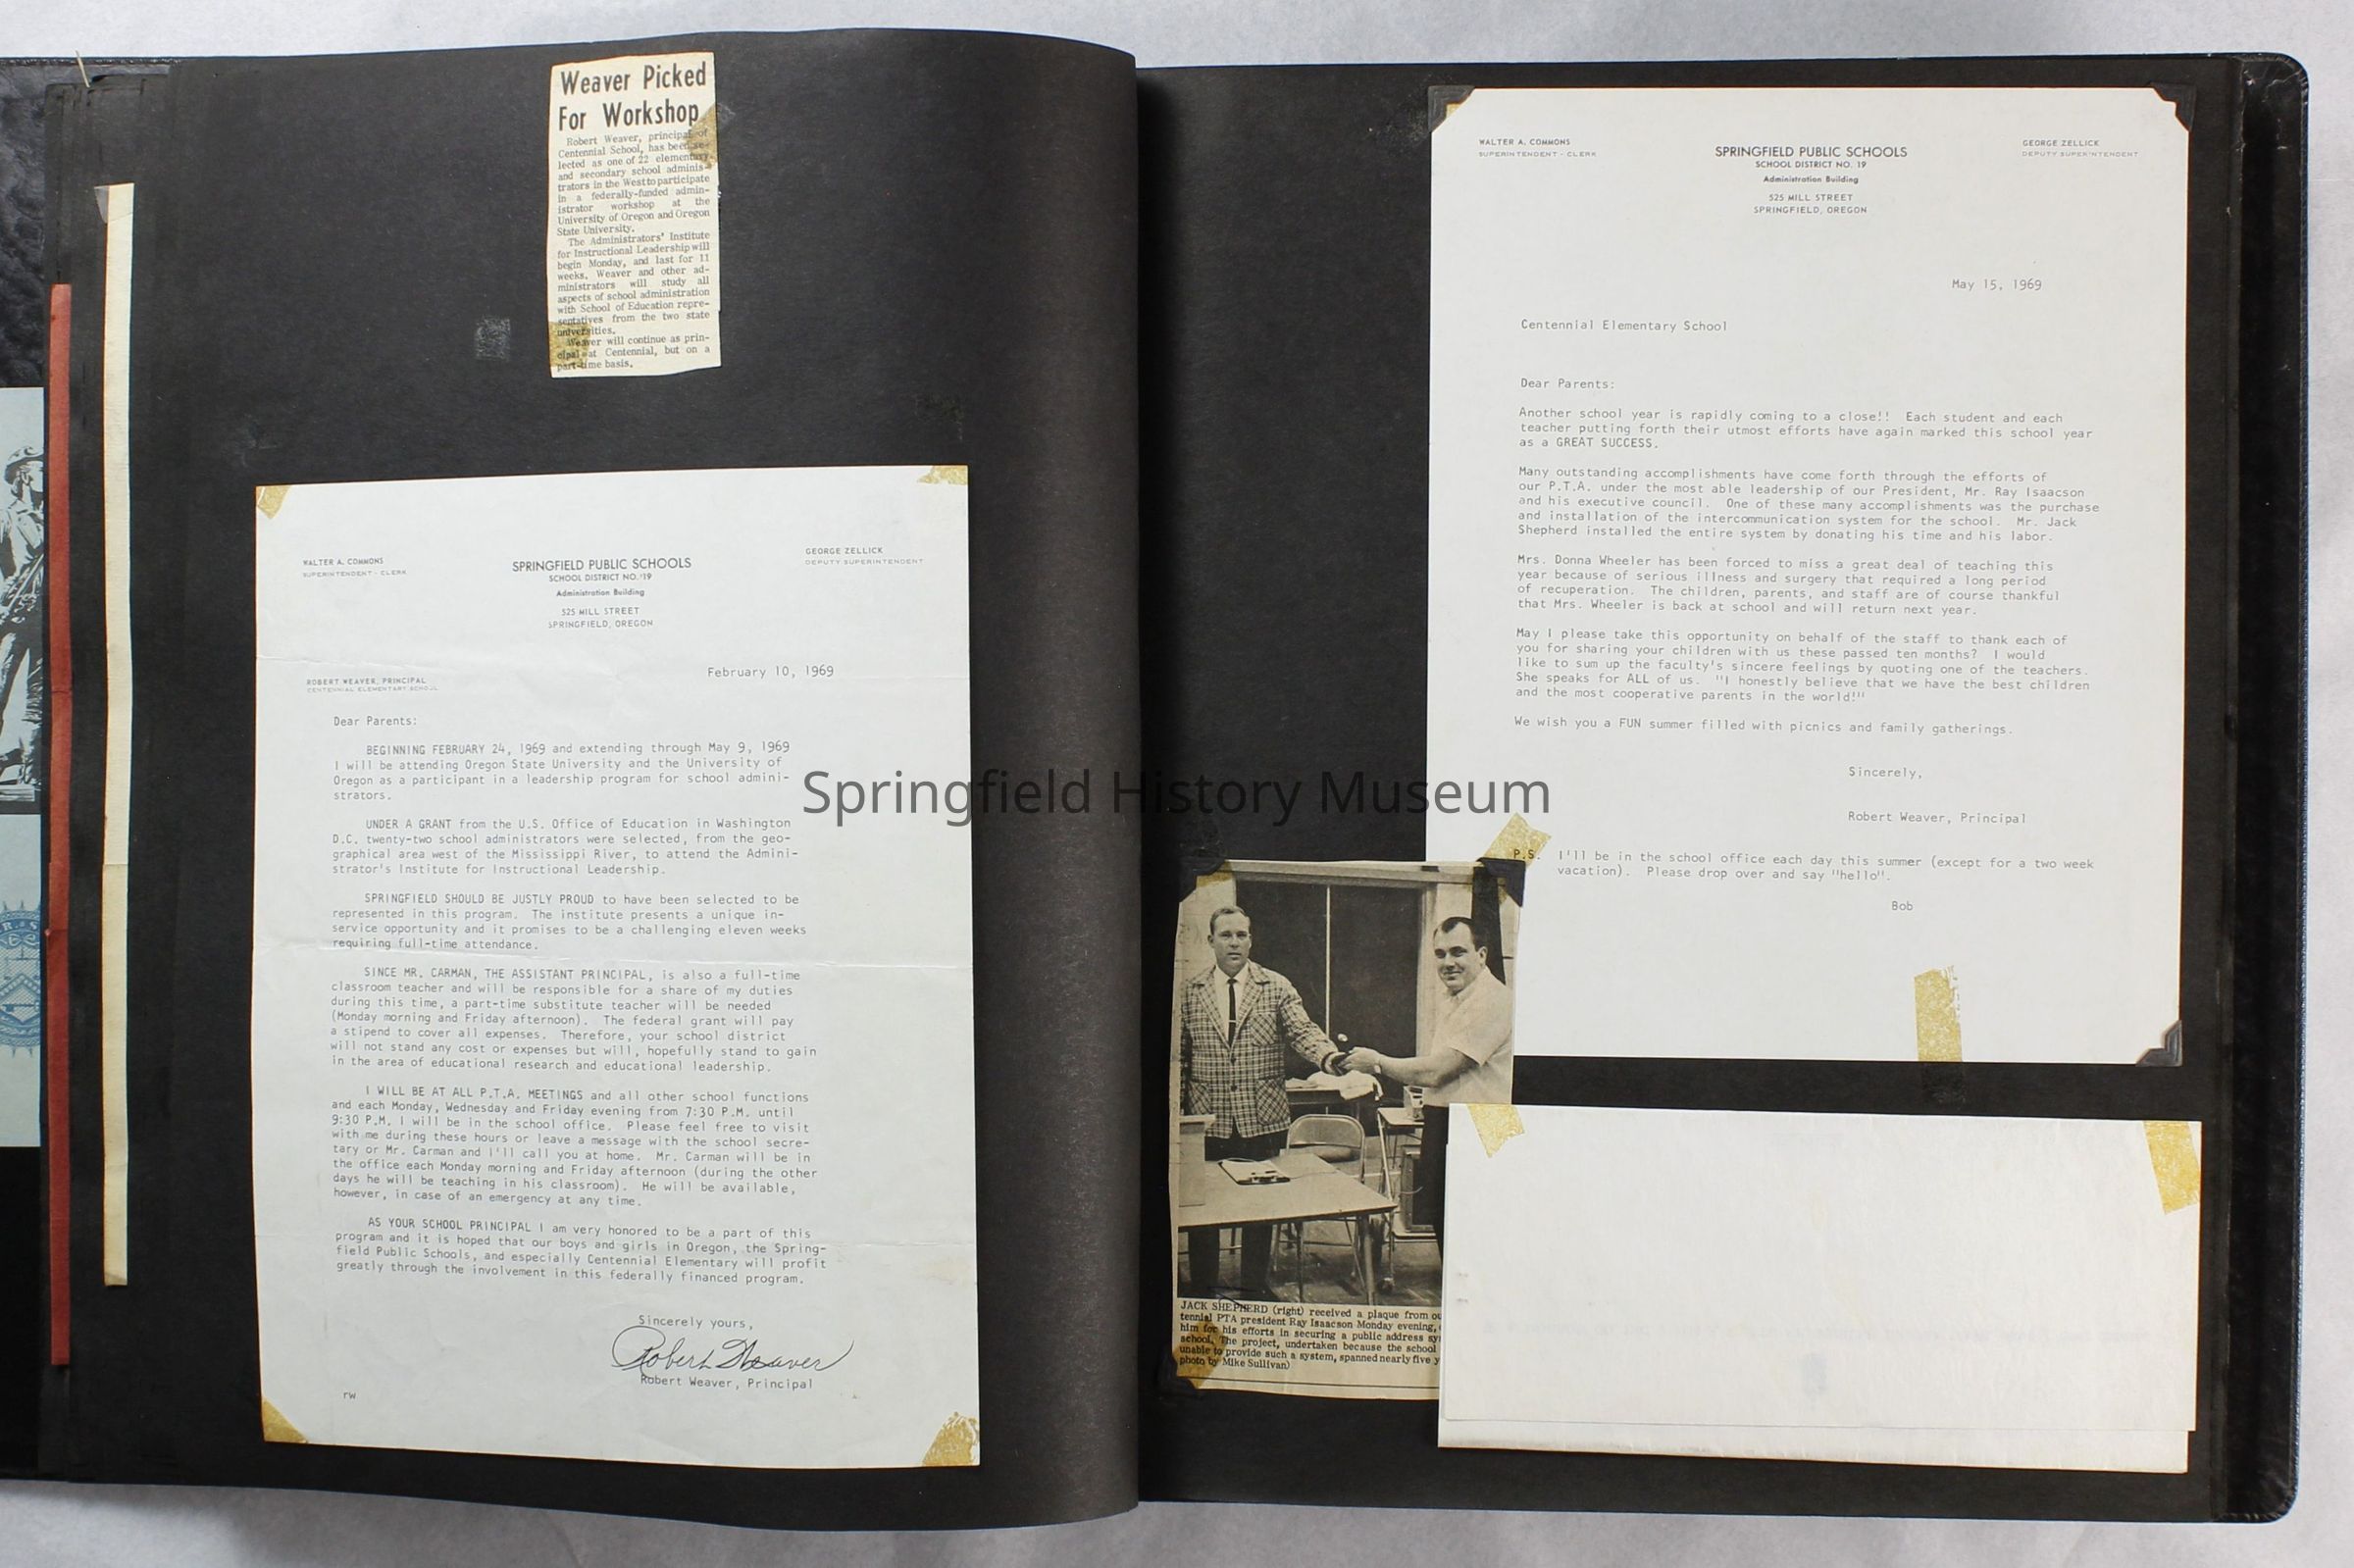 Weaver Picked
For Workshop
Robert Weaver, principal of
Centennial School, has been se-
lected as one of 22 elementary
and secondary school adminis-
trators in the West to participate
in a federally-funded admin-
istrator workshop at the
University of Oregon and Oregon
State University.
The Administrators' Institute
for Instructional Leadership will
begin Monday, and last for 11
weeks. Weaver and other ad-
ministrators will study all
aspects of school administration
with School of Education repre-
sentatives from the two state
universities.
Weaver will continue as prin-
cipal at Centennial, but on a
part-time basis.
WALTER A. COMMONS
SUPERINTENDENT - CLERK
SPRINGFIELD PUBLIC SCHOOLS
SCHOOL DISTRICT NO. 19
Administration Building
525 MILL STREET
SPRINGFIELD, OREGON
GEORGE ZELLICK
DEPUTY SUPERINTENDENT
February 10, 1969
ROBERT WEAVER, PRINCIPAL
CENTENNIAL ELEMENTARY SCHOOL
Dear Parents:
BEGINNING FEBRUARY 24, 1969 and extending through May 9, 1969
I will be attending Oregon State University and the University of
Oregon as a participant in a leadership program for school admini-
strators.
UNDER A GRANT from the U.S. Office of Education in Washington
D.C. twenty-two school administrators were selected, from the geo-
graphical area west of the Mississippi River, to attend the Admini-
strator's Institute for Instructional Leadership.
SPRINGFIELD SHOULD BE JUSTLY PROUD to have been selected to be
represented in this program. The institute presents a unique in-
service opportunity and it promises to be a challenging eleven weeks
requiring full-time attendance.
SINCE MR. CARMAN, THE ASSISTANT PRINCIPAL, is also a full-time
classroom teacher and will be responsible for a share of my duties
during this time, a part-time substitute teacher will be needed
(Monday morning and Friday afternoon). The federal grant will pay
a stipend to cover all expenses. Therefore, your school district
will not stand any cost or expenses but will, hopefully stand to gain
in the area of educational research and educational leadership.
I WILL BE AT ALL P.T.A. MEETINGS and all other school functions
and each Monday, Wednesday and Friday evening from 7:30 P.M. until
9:30 P.M. I will be in the school office. Please feel free to visit
with me during these hours or leave a message with the school secre-
tary or Mr. Carman and I'll call you at home. Mr. Carman will be in
the office each Monday morning and Friday afternoon (during the other
days he will be teaching in his classroom). He will be available,
however, in case of an emergency at any time.
AS YOUR SCHOOL PRINCIPAL I am very honored to be a part of this
program and it is hoped that our boys and girls in Oregon, the Spring-
field Public Schools, and especially Centennial Elementary will profit
greatly through the involvement in this federally financed program.
Sincerely yours,
Robert Weaver
Robert Weaver, Principal
rw
WALTER A. COMMONS
SUPERINTENDENT - CLERK
SPRINGFIELD PUBLIC SCHOOLS
SCHOOL DISTRICT NO. 19
Administration Building
525 MILL STREET
SPRINGFIELD, OREGON
GEORGE ZELLICK
DEPUTY SUPERINTENDENT
May 15, 1969
Centennial Elementary School
Dear Parents:
Another school year is rapidly coming to a close!! Each student and each
teacher putting forth their utmost efforts have again marked this school year
as a GREAT SUCCESS.
Many outstanding accomplishments have come forth through the efforts of
our P.T.A. under the most able leadership of our President, Mr. Ray Isaacson
and his executive council. One of these many accomplishments was the purchase
and installation of the intercommunication system for the school. Mr. Jack
Shepherd installed the entire system by donating his time and his labor.
Mrs. Donna Wheeler has been forced to miss a great deal of teaching this
year because of serious illness and surgery that required a long period
of recuperation. The children, parents, and staff are of course thankful
that Mrs. Wheeler is back at school and will return next year.
May I please take this opportunity on behalf of the staff to thank each of
you for sharing your children with us these passed ten months? I would
like to sum up the faculty's sincere feelings by quoting one of the teachers.
She speaks for ALL of us. "I honestly believe that we have the best children
and the most cooperative parents in the world!"
We wish you a FUN summer filled with picnics and family gatherings.
Sincerely,
Robert Weaver, Principal
P.S. I'll be in the school office each day this summer (except for a two week
vacation). Please drop over and say "hello".
Bob
JACK SHEPHERD (right) received a plaque from ou
tennial PTA president Ray Isaacson Monday evening,
him for his efforts in securing a public address sy
school. The project, undertaken because the school
unable to provide such a system, spanned nearly five y
photo by Mike Sullivan)
Springfield History Museum